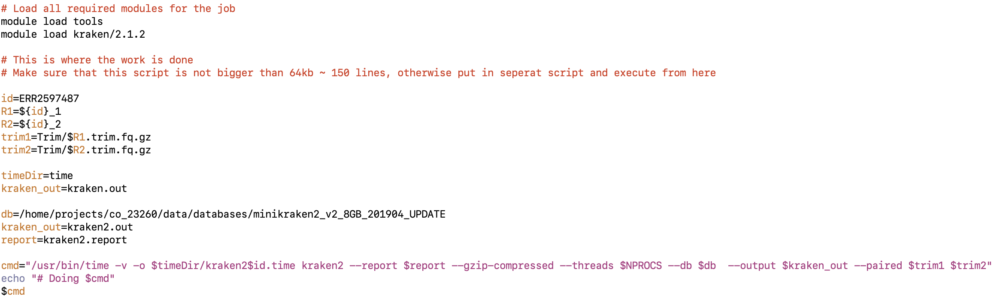 # Load all required modules for the job
module load tools
module load kraken/2.1.2
# This is where the work is done
# Make sure that this script is not bigger than 64kb ~ 150 lines, otherwise put in seperat script and execute from here
id=ERR2597487
R1=${id}_1
R2=${id}_2
trim1=Trim/$R1.trim.fq.gz
trim2=Trim/$R2.trim.fq.gz
timeDir=time
kraken_out=kraken.out
db=/home/projects/co_23260/data/databases/minikraken2_v2_8GB_201904_UPDATE
kraken_out=kraken2.out
report=kraken2.report
cmd="/usr/bin/time -v -o $timeDir/kraken2$id.time kraken2 --report $report --gzip-compressed --threads $NPROCS --db $db  --output $kraken_out --paired $trim1 $trim2"
echo "# Doing $cmd"
$cmd